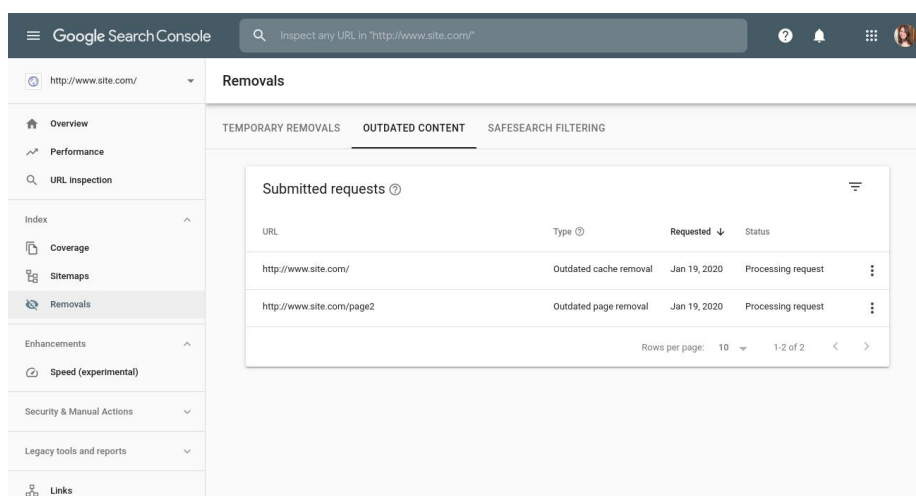 Google Search Console
Inspect any URL in "http://www.site.com/"
http://www.site.com/
Removals
Overview
Performance
URL inspection
Index
Coverage
Sitemaps
Removals
Enhancements
Speed (experimental)
Security & Manual Actions
Legacy tools and reports
Links
TEMPORARY REMOVALS OUTDATED CONTENT SAFESEARCH FILTERING
Submitted requests
URL Type Requested Status
http://www.site.com/ Outdated cache removal Jan 19, 2020 Processing request
http://www.site.com/page2 Outdated page removal Jan 19, 2020 Processing request
Rows per page: 10 1-2 of 2